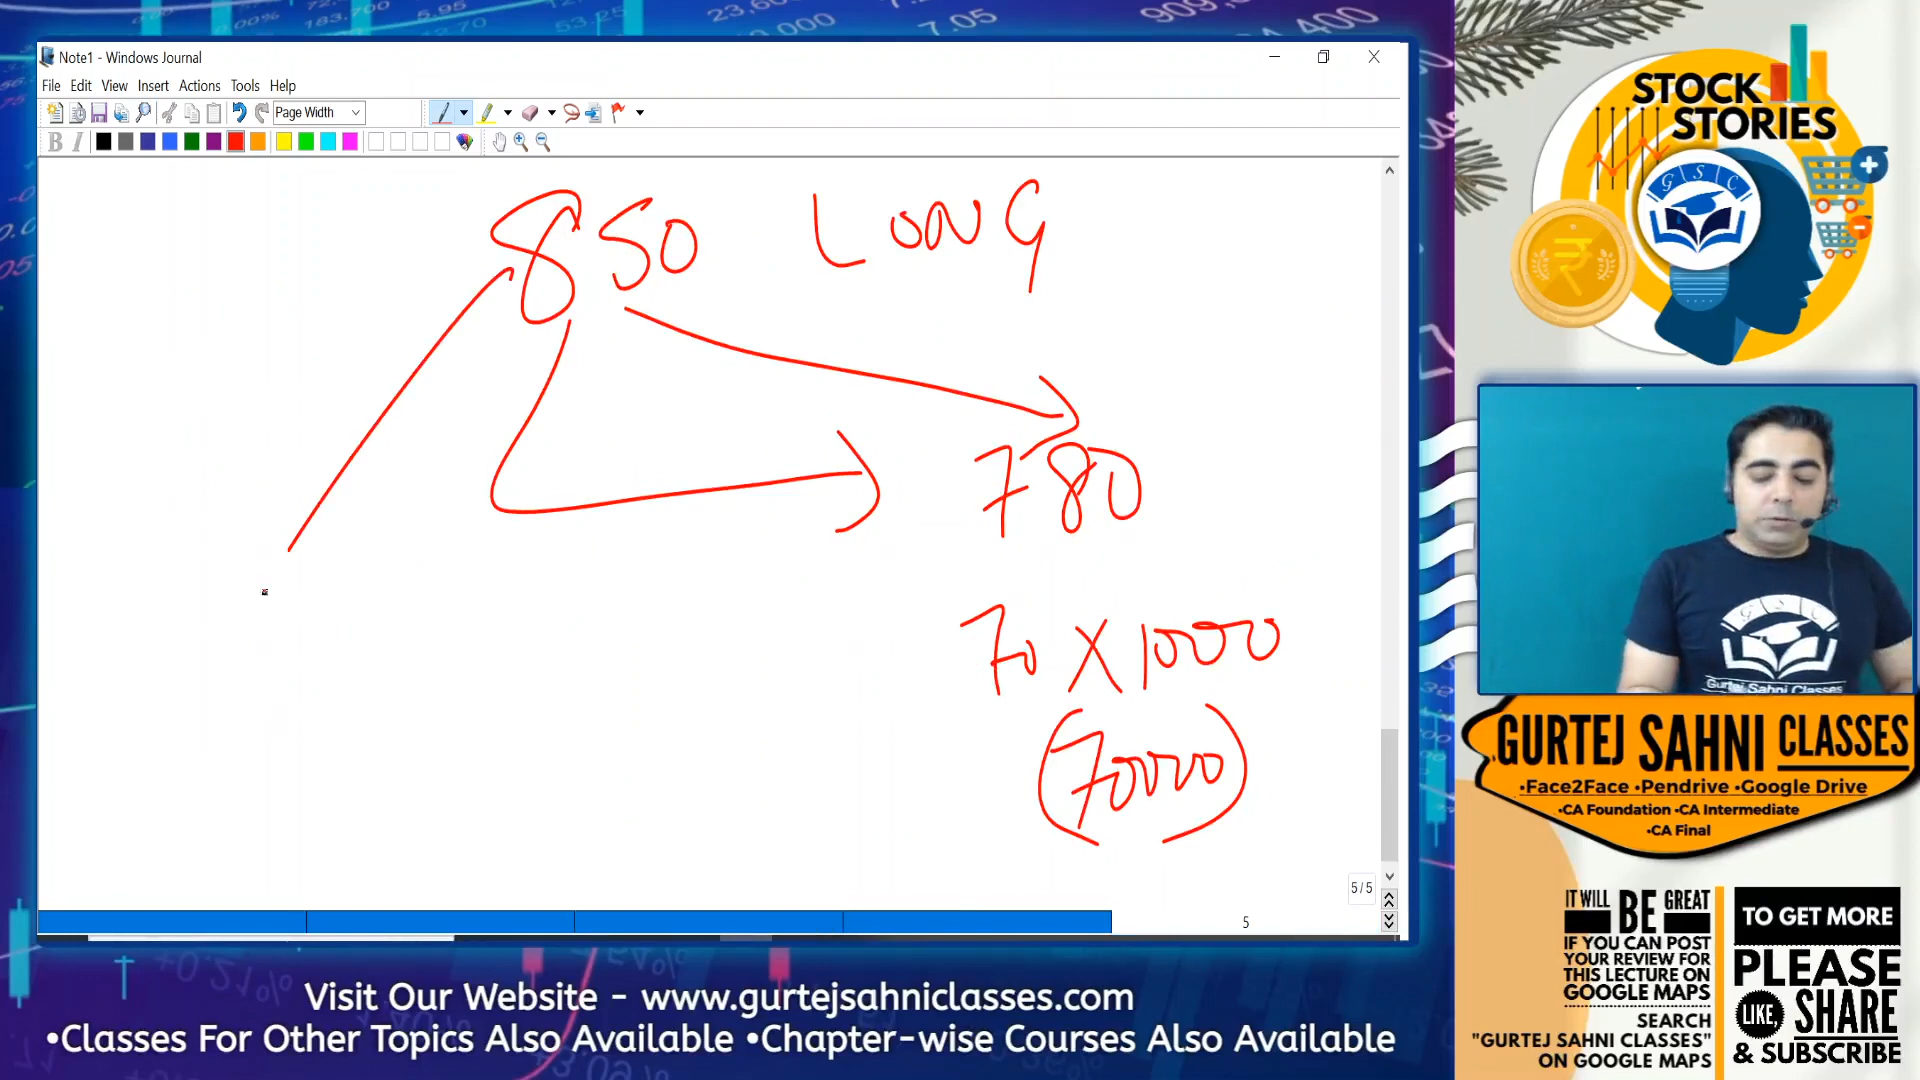 Note1 - Windows Journal
File Edit View Insert Actions Tools Help
Page Width
B I
850 LONG
780
70 X 1000
(70000)
5 / 5
5
STOCK
STORIES
G S C
G S C
Gurtej Sahni Classes
GURTEJ SAHNI CLASSES
•Face2Face •Pendrive •Google Drive
•CA Foundation •CA Intermediate
•CA Final
IT WILL BE GREAT
IF YOU CAN POST
YOUR REVIEW FOR
THIS LECTURE ON
GOOGLE MAPS
SEARCH
"GURTEJ SAHNI CLASSES"
ON GOOGLE MAPS
TO GET MORE
PLEASE
LIKE, SHARE
& SUBSCRIBE
Visit Our Website - www.gurtejsahniclasses.com
•Classes For Other Topics Also Available •Chapter-wise Courses Also Available